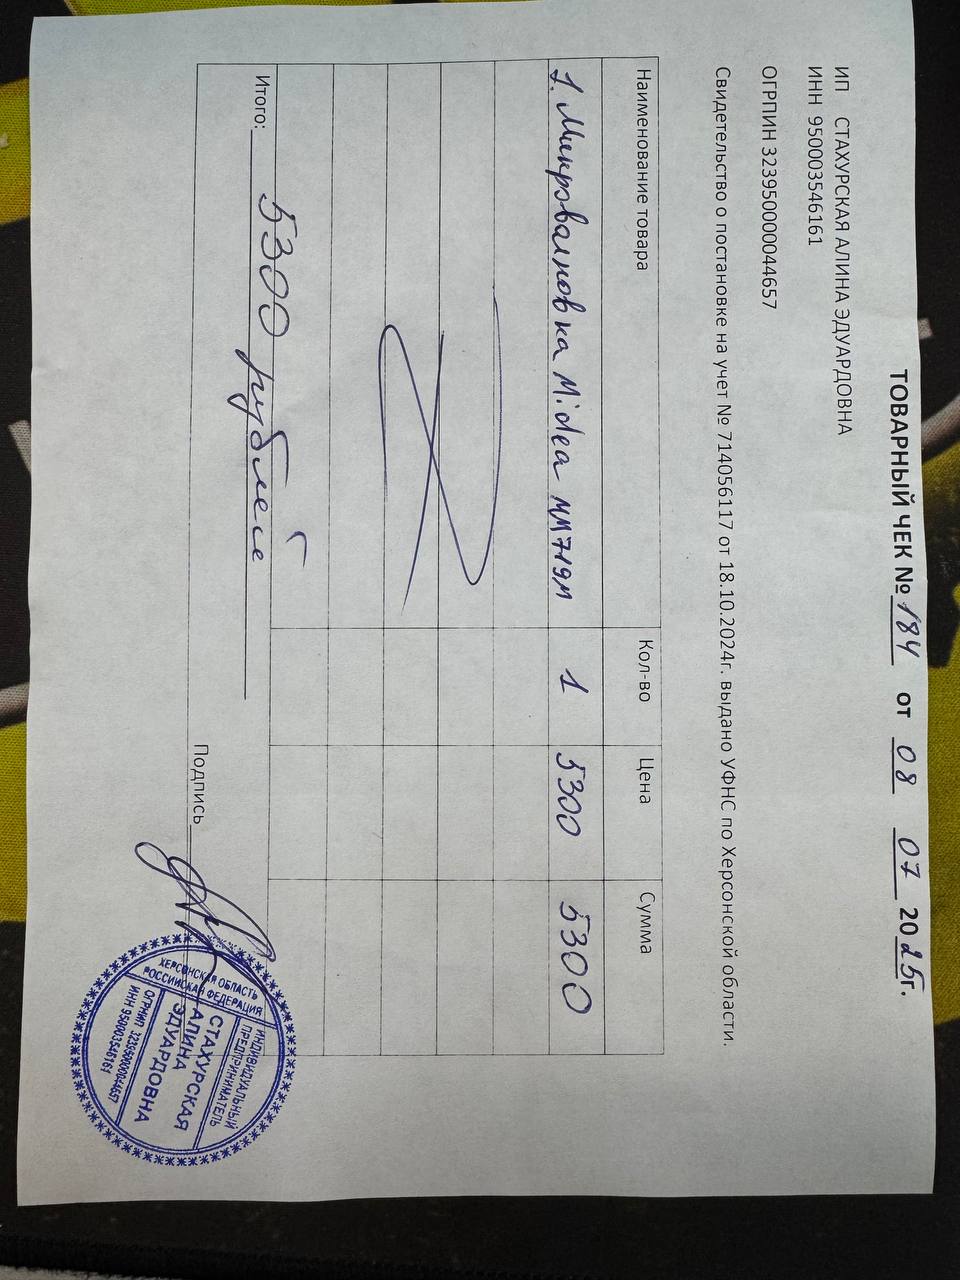 ТОВАРНЫЙ ЧЕК № 184 от 08 07 2025г.
ИП СТАХУРСКАЯ АЛИНА ЭДУАРДОВНА
ИНН 950003546161
ОГРПИН 323950000044657
Свидетельство о постановке на учет № 714056117 от 18.10.2024г. выдано УФНС по Херсонской области.
Наименование товара Кол-во Цена Сумма
1. Микроволновка Midea MM719M 1 5300 5300
Итого: 5300 рублей
Подпись
ХЕРСОНСКАЯ ОБЛАСТЬ
РОССИЙСКАЯ ФЕДЕРАЦИЯ
ИНДИВИДУАЛЬНЫЙ
ПРЕДПРИНИМАТЕЛЬ
СТАХУРСКАЯ
АЛИНА
ЭДУАРДОВНА
ОГРНИП 323950000044657
ИНН 950003546161